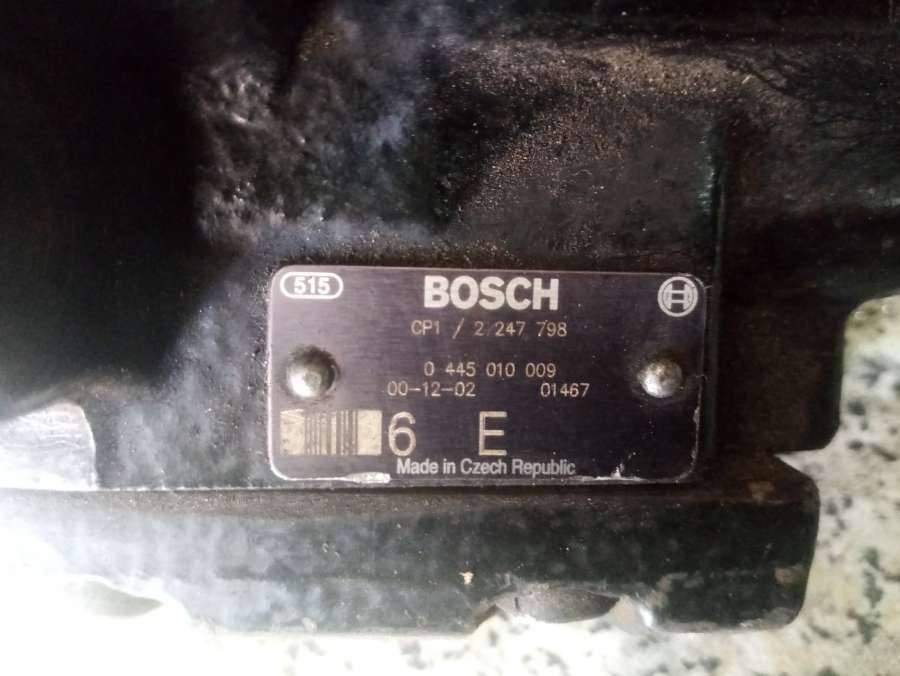 515
BOSCH
CP1 / 2 247 798
0 445 010 009
00-12-02 01467
6 E
Made in Czech Republic